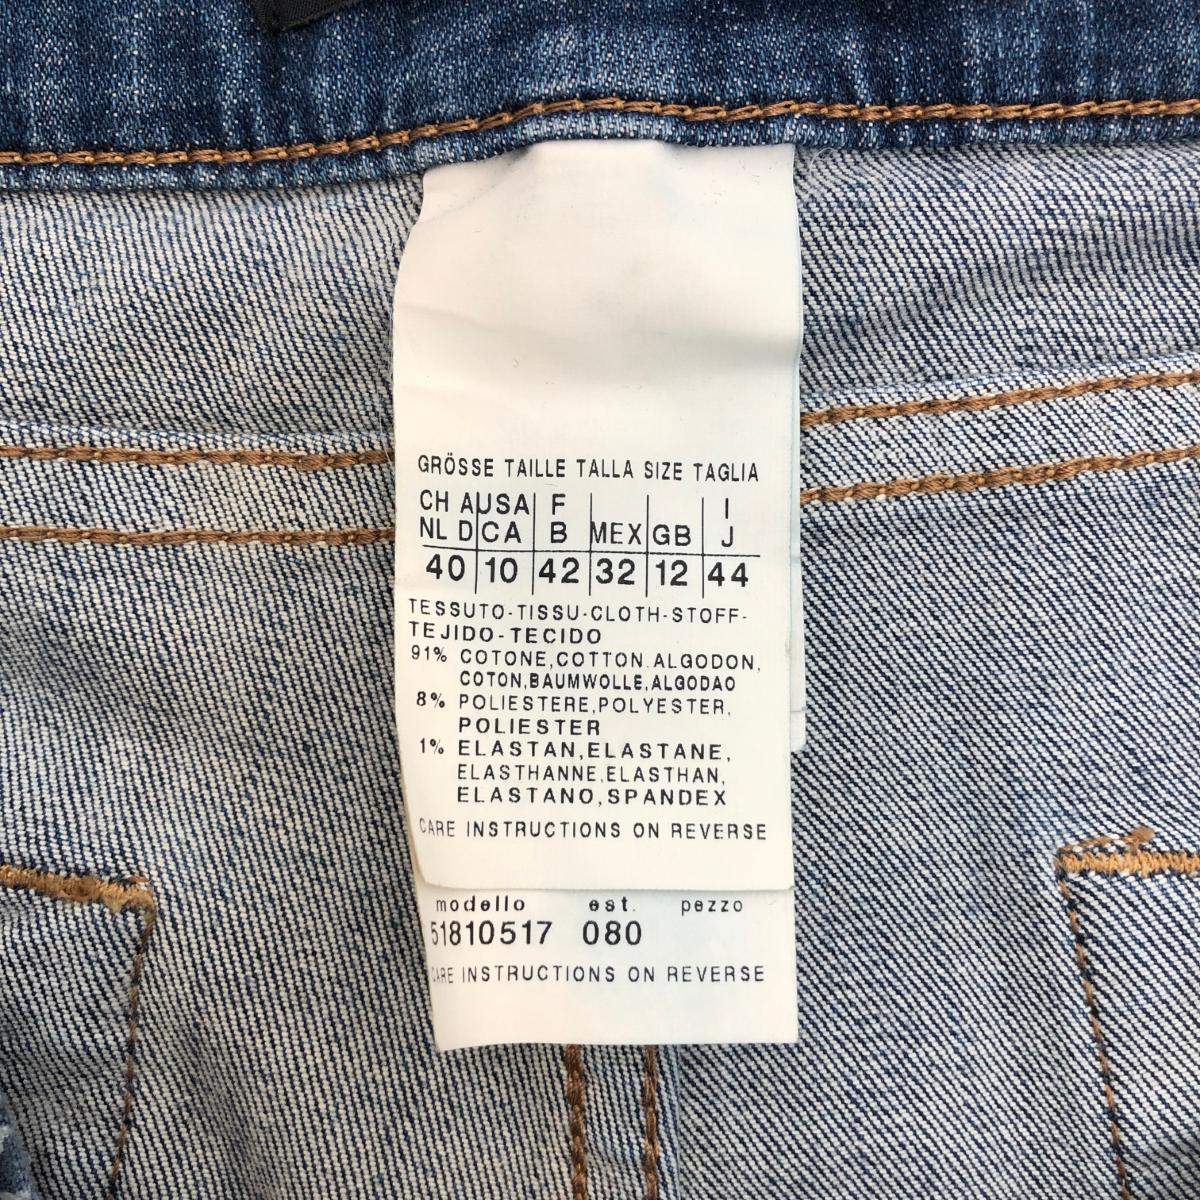 GRÖSSE TAILLE TALLA SIZE TAGLIA
CH A USA F I
NL D CA B MEX GB J
40 10 42 32 12 44
TESSUTO-TISSU-CLOTH-STOFF-
TEJIDO-TECIDO
91% COTONE,COTTON,ALGODON,
COTON,BAUMWOLLE,ALGODAO
8% POLIESTERE,POLYESTER,
POLIESTER
1% ELASTAN,ELASTANE,
ELASTHANNE,ELASTHAN,
ELASTANO,SPANDEX
CARE INSTRUCTIONS ON REVERSE
modello est. pezzo
51810517 080
CARE INSTRUCTIONS ON REVERSE